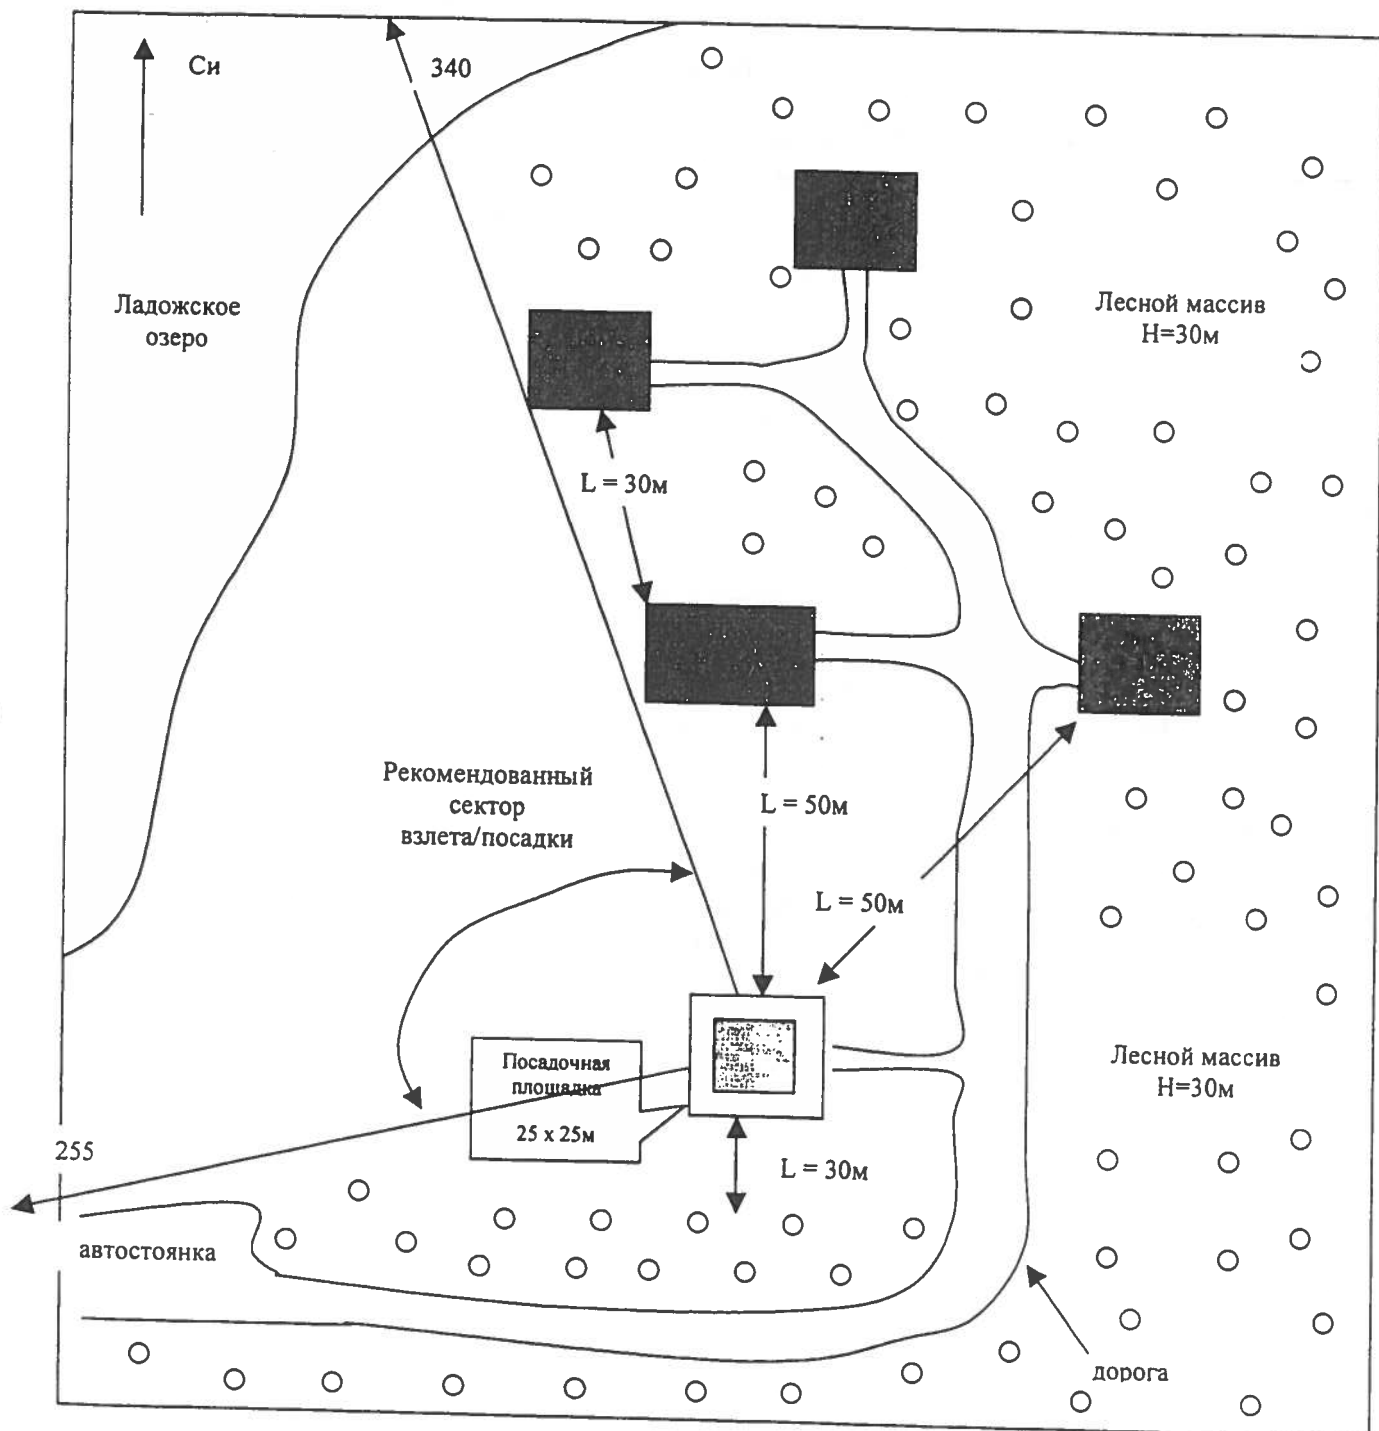 Си
340
Ладожское
озеро
Лесной массив
Н=30м
L = 30м
Рекомендованный
сектор
взлета/посадки
L = 50м
L = 50м
Посадочная
площадка
25 х 25м
Лесной массив
Н=30м
255
L = 30м
автостоянка
дорога